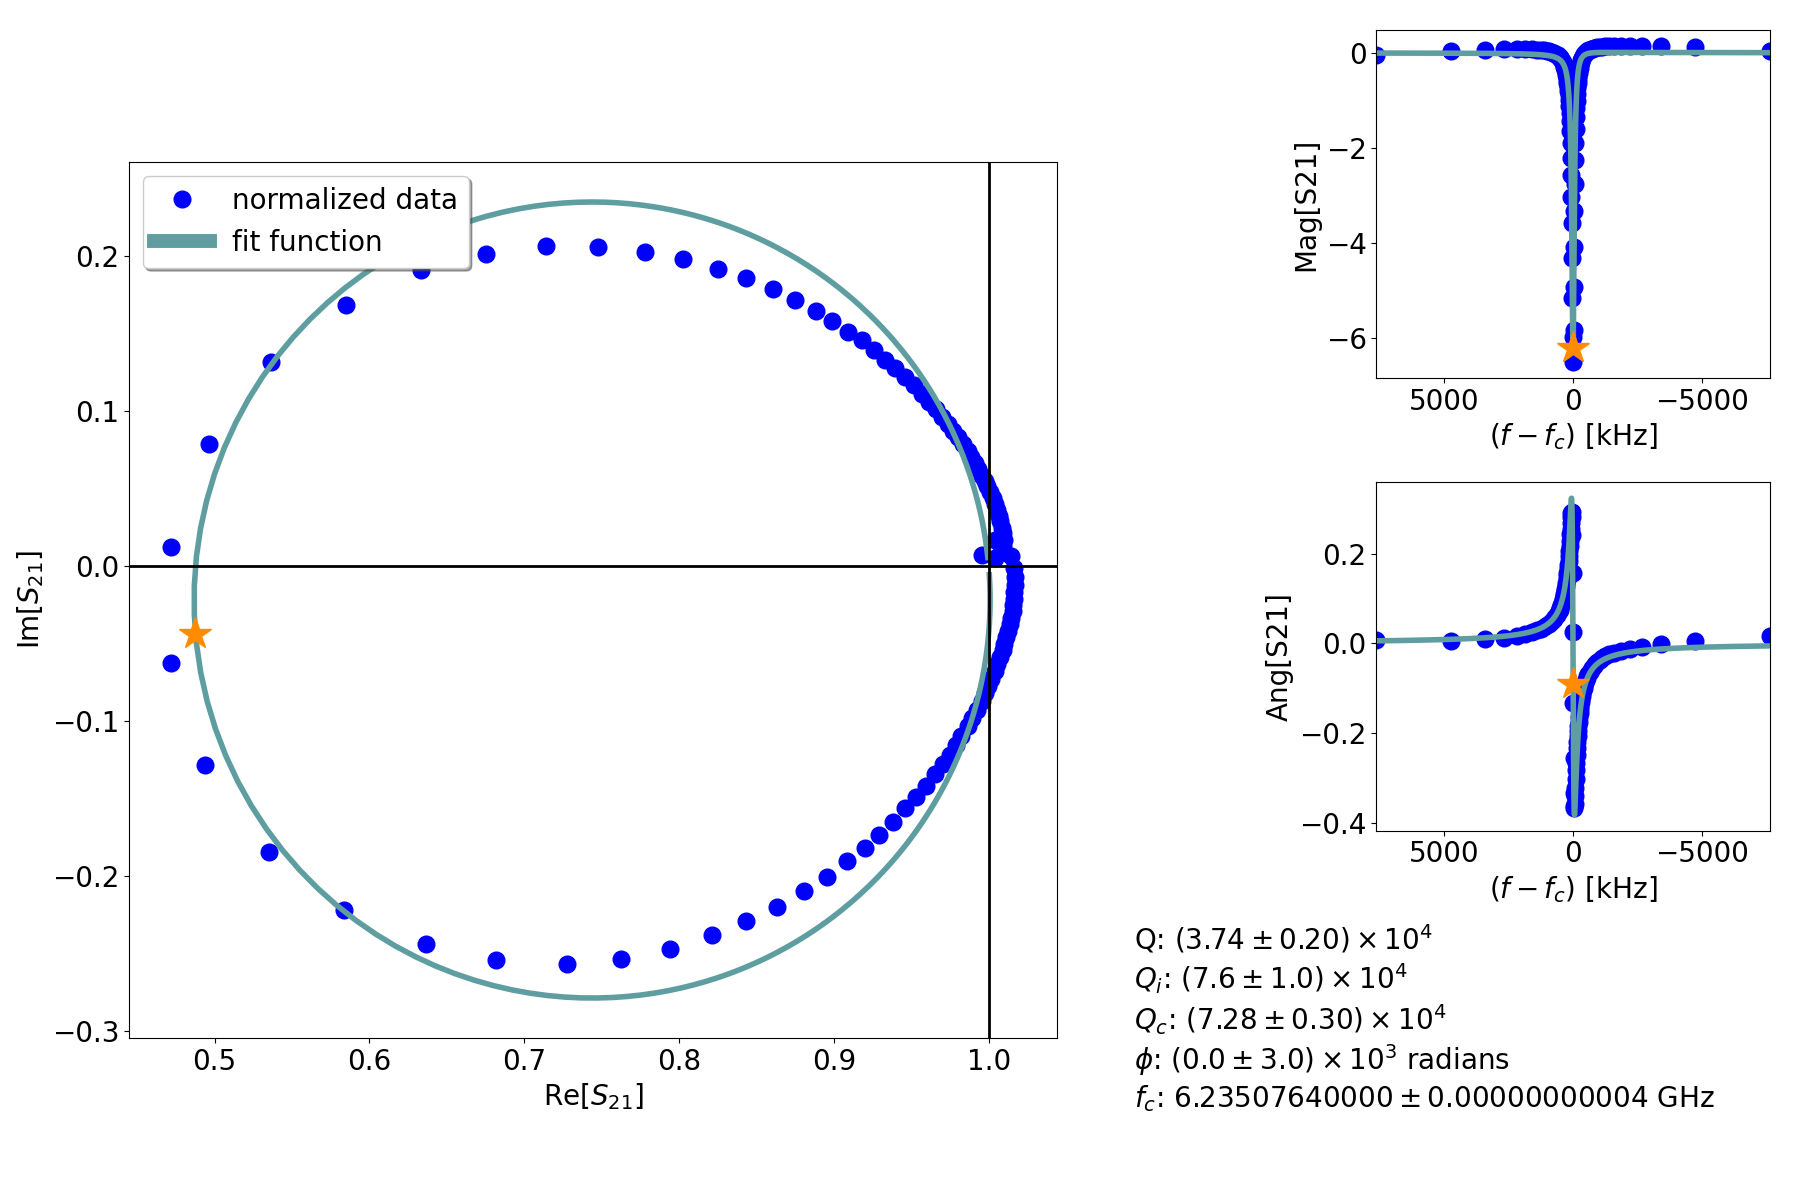 normalized data
fit function
0.2
0.1
0.0
−0.1
−0.2
−0.3
0.5 0.6 0.7 0.8 0.9 1.0
Re[S21]
Im[S21]
0
−2
−4
−6
5000 0 −5000
(f − fc) [kHz]
Mag[S21]
0.2
0.0
−0.2
−0.4
5000 0 −5000
(f − fc) [kHz]
Ang[S21]
Q: (3.74 ± 0.20) × 10^4
Qi: (7.6 ± 1.0) × 10^4
Qc: (7.28 ± 0.30) × 10^4
ϕ: (0.0 ± 3.0) × 10^3 radians
fc: 6.23507640000 ± 0.00000000004 GHz